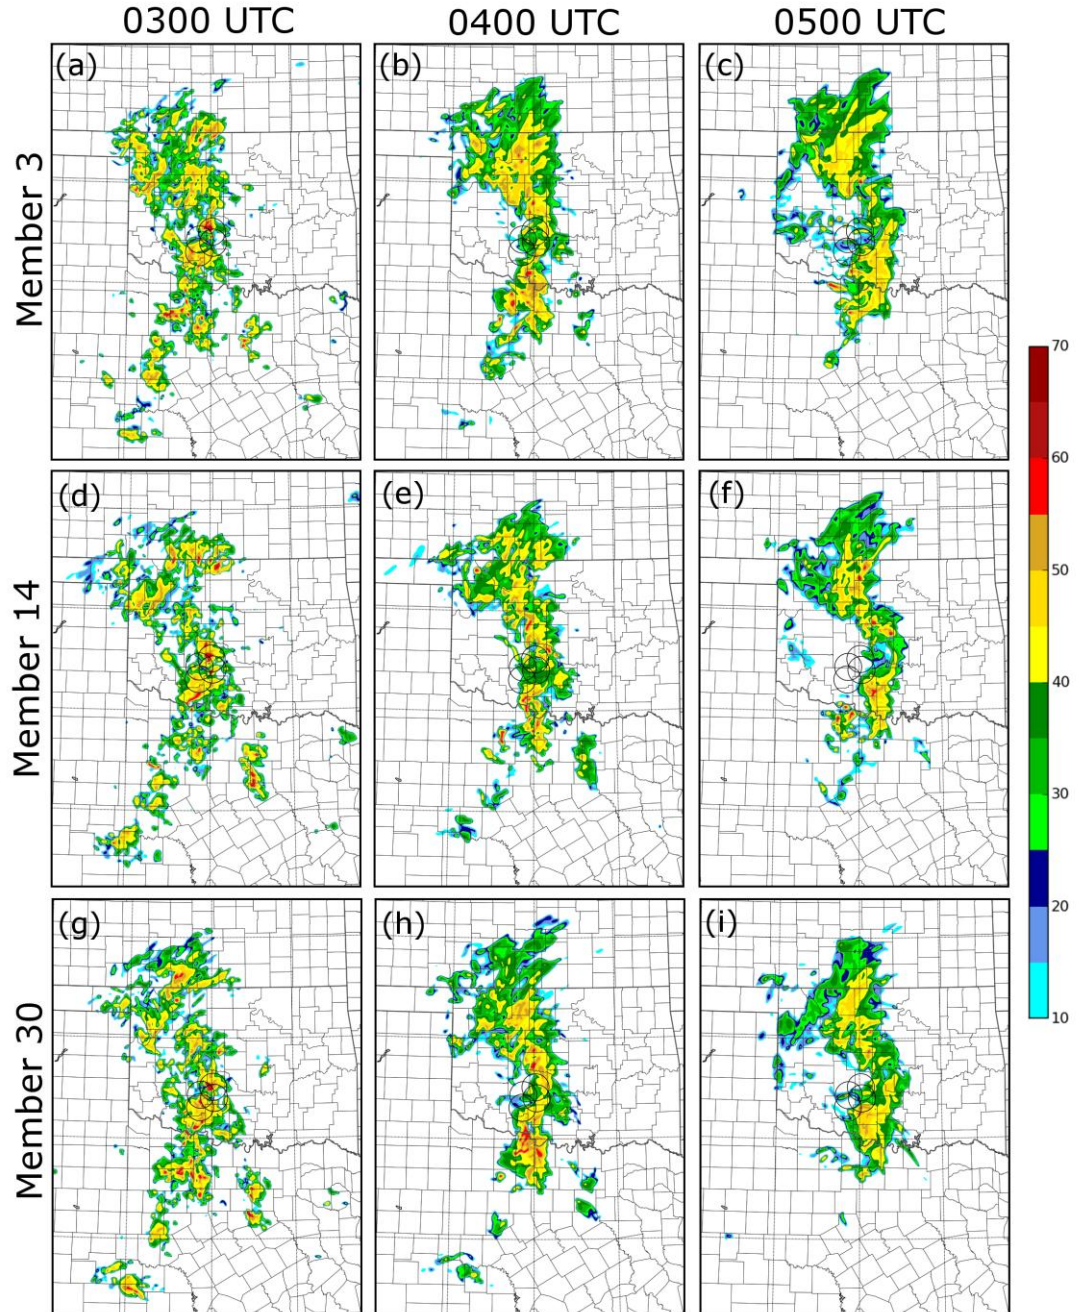 0300 UTC 0400 UTC 0500 UTC
Member 3
(a) (b) (c)
Member 14
(d) (e) (f)
Member 30
(g) (h) (i)
70
60
50
40
30
20
10